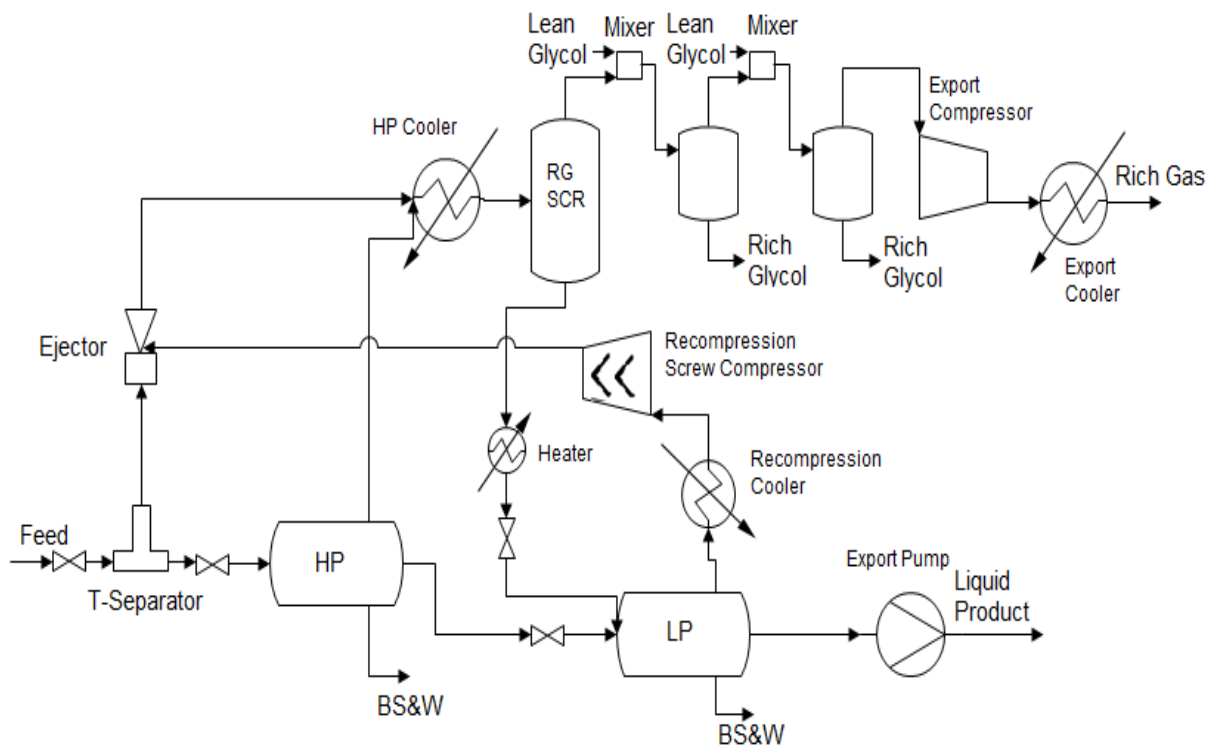 Lean
Glycol
Mixer
Lean
Glycol
Mixer
Export
Compressor
HP Cooler
RG
SCR
Rich Gas
Rich
Glycol
Rich
Glycol
Export
Cooler
Ejector
Recompression
Screw Compressor
Heater
Recompression
Cooler
Feed
T-Separator
HP
Export Pump
Liquid
Product
LP
BS&W
BS&W